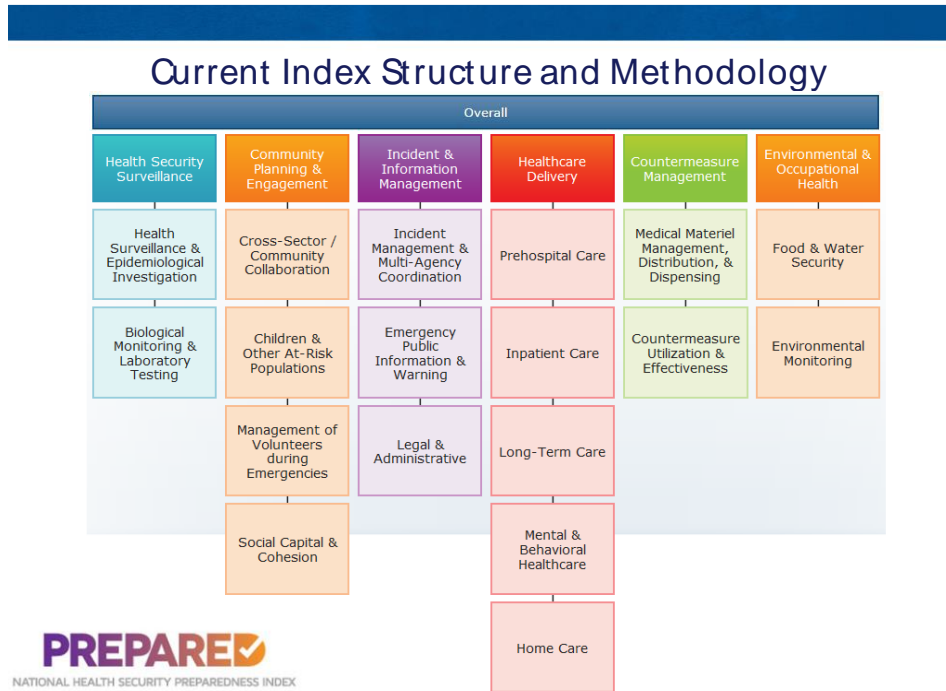 Current Index Structure and Methodology
Overall
Health Security
Surveillance
Community
Planning &
Engagement
Incident &
Information
Management
Healthcare
Delivery
Countermeasure
Management
Environmental &
Occupational
Health
Health
Surveillance &
Epidemiological
Investigation
Cross-Sector /
Community
Collaboration
Incident
Management &
Multi-Agency
Coordination
Prehospital Care
Medical Materiel
Management,
Distribution, &
Dispensing
Food & Water
Security
Biological
Monitoring &
Laboratory
Testing
Children &
Other At-Risk
Populations
Emergency
Public
Information &
Warning
Inpatient Care
Countermeasure
Utilization &
Effectiveness
Environmental
Monitoring
Management of
Volunteers
during
Emergencies
Legal &
Administrative
Long-Term Care
Social Capital &
Cohesion
Mental &
Behavioral
Healthcare
Home Care
PREPARED
NATIONAL HEALTH SECURITY PREPAREDNESS INDEX